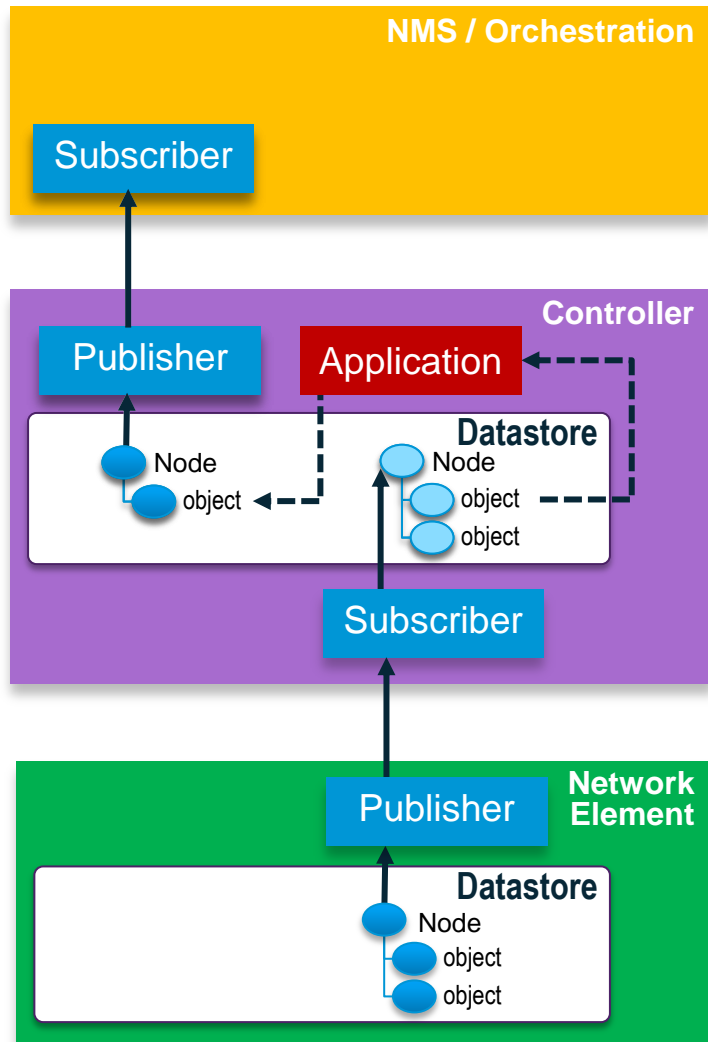 NMS / Orchestration
Subscriber
Controller
Publisher
Application
Datastore
Node
object
Node
object
object
Subscriber
Network
Element
Publisher
Datastore
Node
object
object